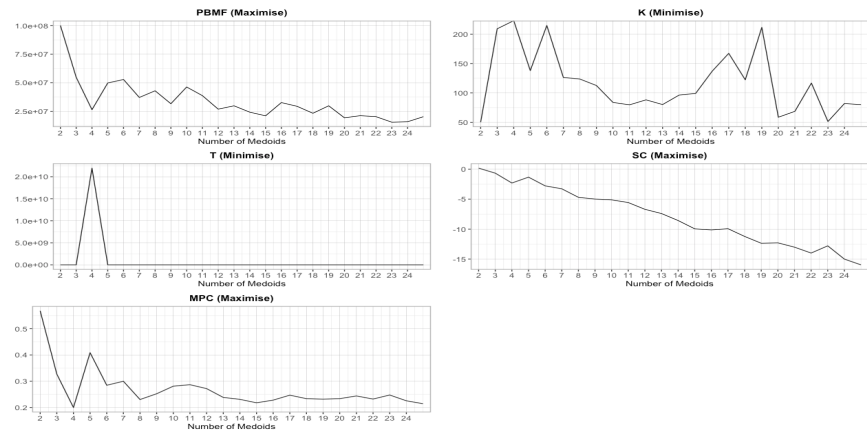 PBMF (Maximise)
1.0e+08
7.5e+07
5.0e+07
2.5e+07
2 3 4 5 6 7 8 9 10 11 12 13 14 15 16 17 18 19 20 21 22 23 24
Number of Medoids
K (Minimise)
200
150
100
50
2 3 4 5 6 7 8 9 10 11 12 13 14 15 16 17 18 19 20 21 22 23 24
Number of Medoids
T (Minimise)
2.0e+10
1.5e+10
1.0e+10
5.0e+09
0.0e+00
2 3 4 5 6 7 8 9 10 11 12 13 14 15 16 17 18 19 20 21 22 23 24
Number of Medoids
SC (Maximise)
0
-5
-10
-15
2 3 4 5 6 7 8 9 10 11 12 13 14 15 16 17 18 19 20 21 22 23 24
Number of Medoids
MPC (Maximise)
0.5
0.4
0.3
0.2
2 3 4 5 6 7 8 9 10 11 12 13 14 15 16 17 18 19 20 21 22 23 24
Number of Medoids